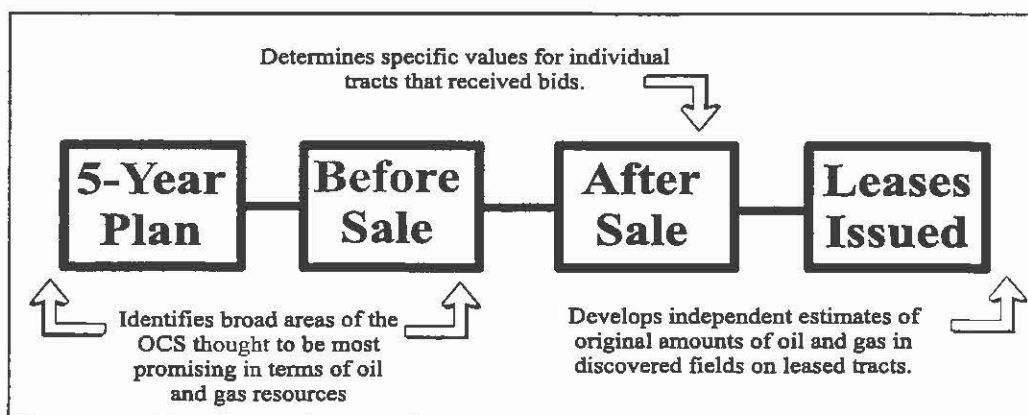 Determines specific values for individual
tracts that received bids.
5-Year
Plan
Before
Sale
After
Sale
Leases
Issued
Identifies broad areas of the
OCS thought to be most
promising in terms of oil
and gas resources
Develops independent estimates of
original amounts of oil and gas in
discovered fields on leased tracts.